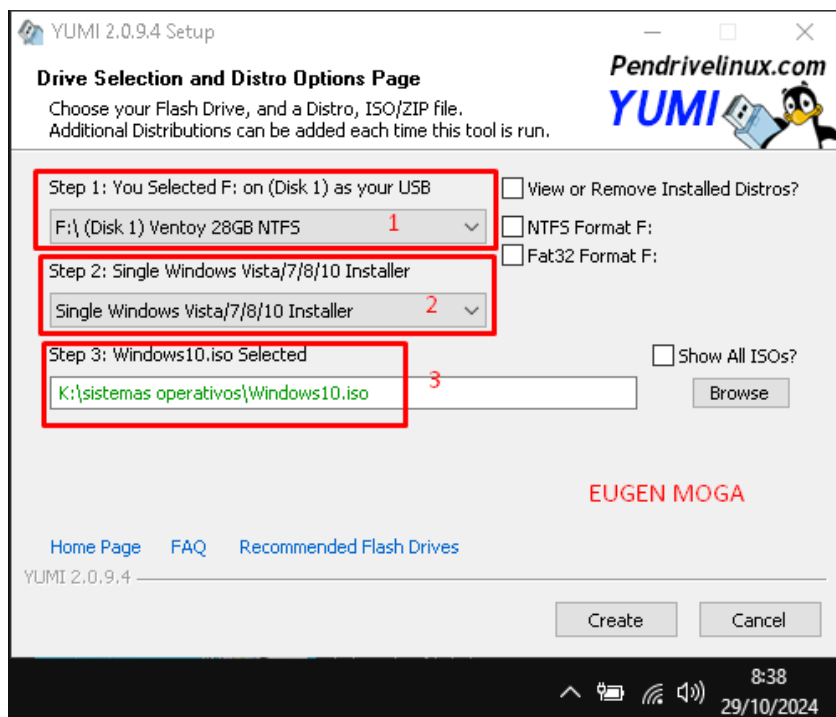 YUMI 2.0.9.4 Setup
Pendrivelinux.com
YUMI
Drive Selection and Distro Options Page
Choose your Flash Drive, and a Distro, ISO/ZIP file.
Additional Distributions can be added each time this tool is run.
Step 1: You Selected F: on (Disk 1) as your USB
View or Remove Installed Distros?
F:\ (Disk 1) Ventoy 28GB NTFS 1
NTFS Format F:
Fat32 Format F:
Step 2: Single Windows Vista/7/8/10 Installer
Single Windows Vista/7/8/10 Installer 2
Step 3: Windows10.iso Selected
Show All ISOs?
K:\sistemas operativos\Windows10.iso 3
Browse
EUGEN MOGA
Home Page FAQ Recommended Flash Drives
YUMI 2.0.9.4
Create Cancel
8:38
29/10/2024